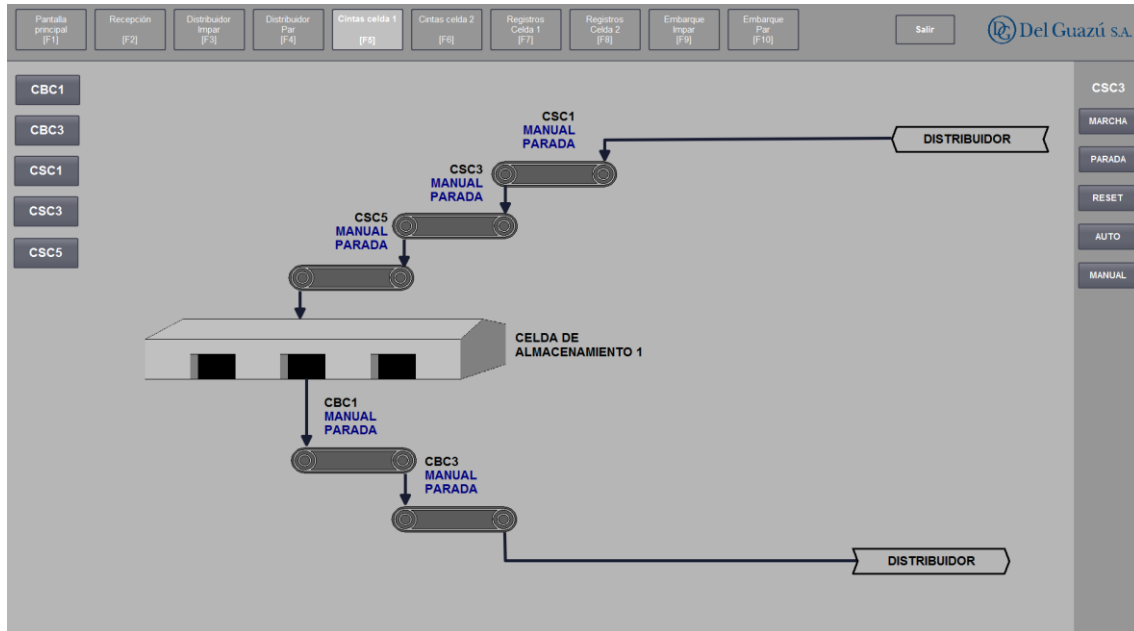 Pantalla
principal
[F1]
Recepción
[F2]
Distribuidor
Impar
[F3]
Distribuidor
Par
[F4]
Cintas celda 1
[F5]
Cintas celda 2
[F6]
Registros
Celda 1
[F7]
Registros
Celda 2
[F8]
Embarque
Impar
[F9]
Embarque
Par
[F10]
Salir
DG Del Guazú S.A.
CBC1
CBC3
CSC1
CSC3
CSC5
CSC1
MANUAL
PARADA
DISTRIBUIDOR
CSC3
MANUAL
PARADA
CSC5
MANUAL
PARADA
CELDA DE
ALMACENAMIENTO 1
CBC1
MANUAL
PARADA
CBC3
MANUAL
PARADA
DISTRIBUIDOR
CSC3
MARCHA
PARADA
RESET
AUTO
MANUAL